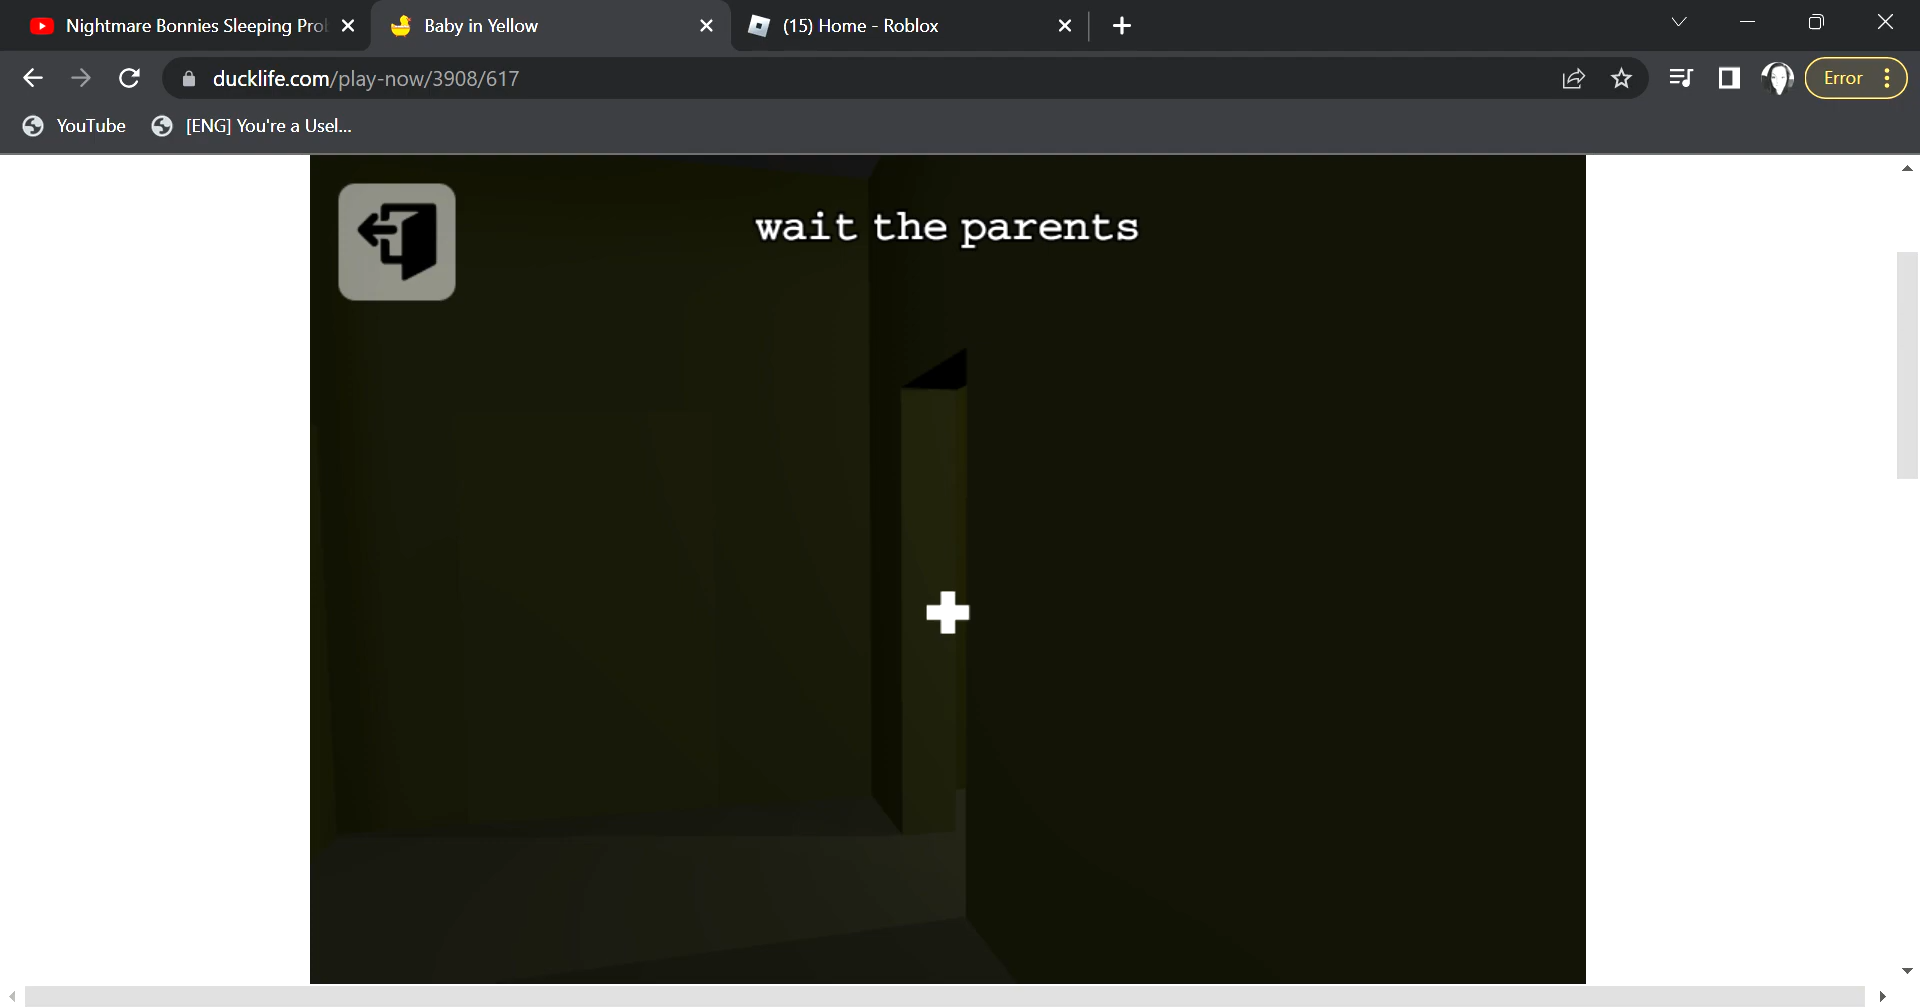 Nightmare Bonnies Sleeping Pro
Baby in Yellow
(15) Home - Roblox
ducklife.com/play-now/3908/617
Error
YouTube
[ENG] You're a Usel...
wait the parents